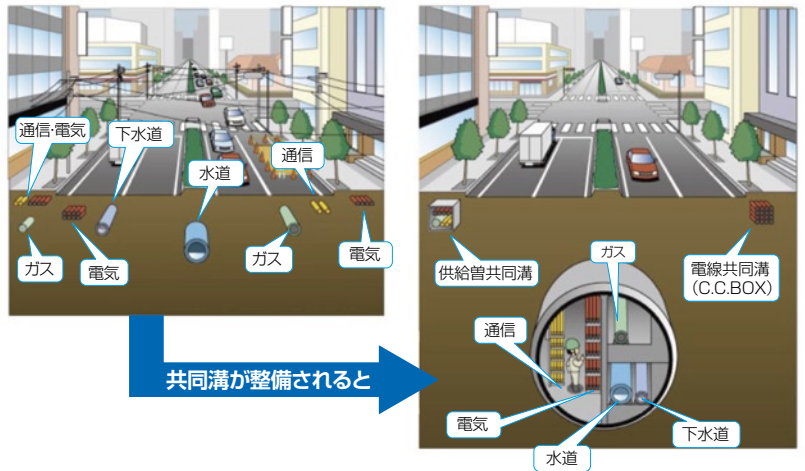 通信・電気
下水道
水道
通信
ガス
電気
ガス
電気
共同溝が整備されると
供給曽共同溝
ガス
電線共同溝
(C.C.BOX)
通信
電気
水道
下水道